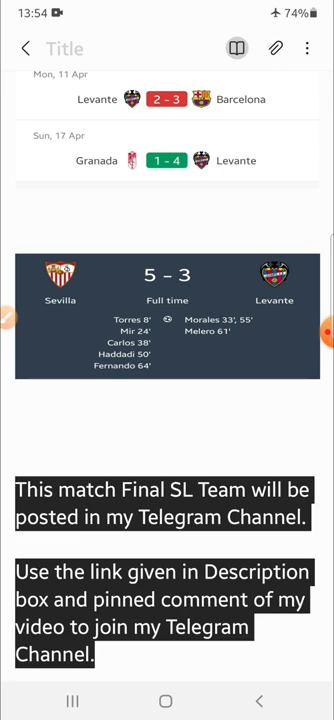 13:54
74%
Title
Mon, 11 Apr
Levante 2 - 3 Barcelona
Sun, 17 Apr
Granada 1 - 4 Levante
5 - 3
Sevilla Full time Levante
Torres 8' Morales 33', 55'
Mir 24' Melero 61'
Carlos 38'
Haddadi 50'
Fernando 64'
This match Final SL Team will be
posted in my Telegram Channel.
Use the link given in Description
box and pinned comment of my
video to join my Telegram
Channel.